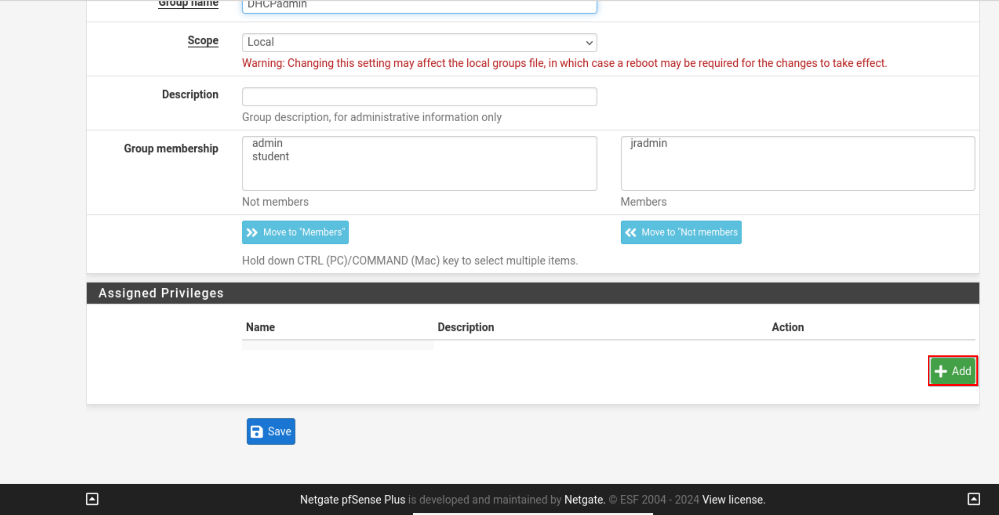 Group name
DHCPadmin
Scope
Local
Warning: Changing this setting may affect the local groups file, in which case a reboot may be required for the changes to take effect.
Description
Group description, for administrative information only
Group membership
admin
student
jradmin
Not members
Members
Move to "Members"
Move to "Not members
Hold down CTRL (PC)/COMMAND (Mac) key to select multiple items.
Assigned Privileges
Name Description Action
Add
Save
Netgate pfSense Plus is developed and maintained by Netgate. © ESF 2004 - 2024 View license.